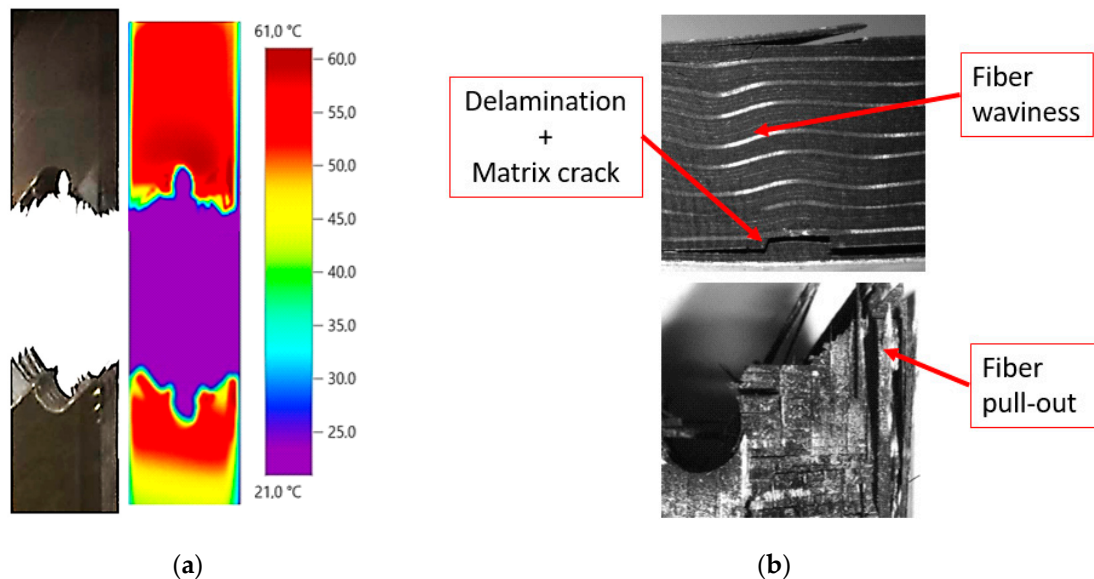 61,0 °C
60.0
55.0
50.0
45.0
40.0
35.0
30.0
25.0
21,0 °C
Delamination
+
Matrix crack
Fiber
waviness
Fiber
pull-out
(a)
(b)